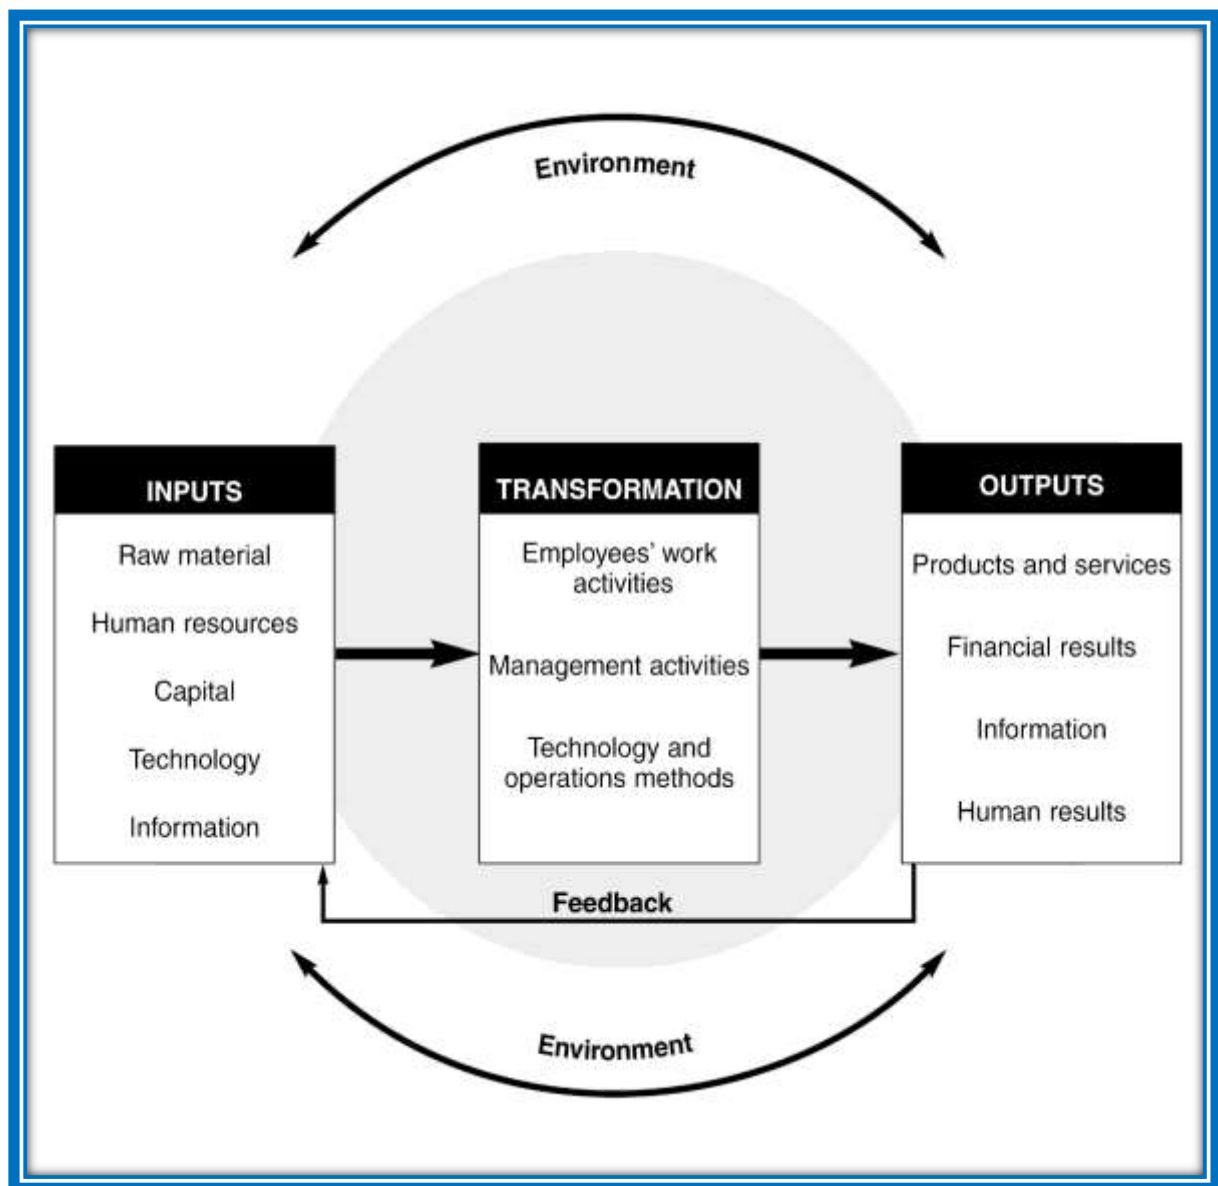 Environment
INPUTS
Raw material
Human resources
Capital
Technology
Information
TRANSFORMATION
Employees’ work
activities
Management activities
Technology and
operations methods
OUTPUTS
Products and services
Financial results
Information
Human results
Feedback
Environment